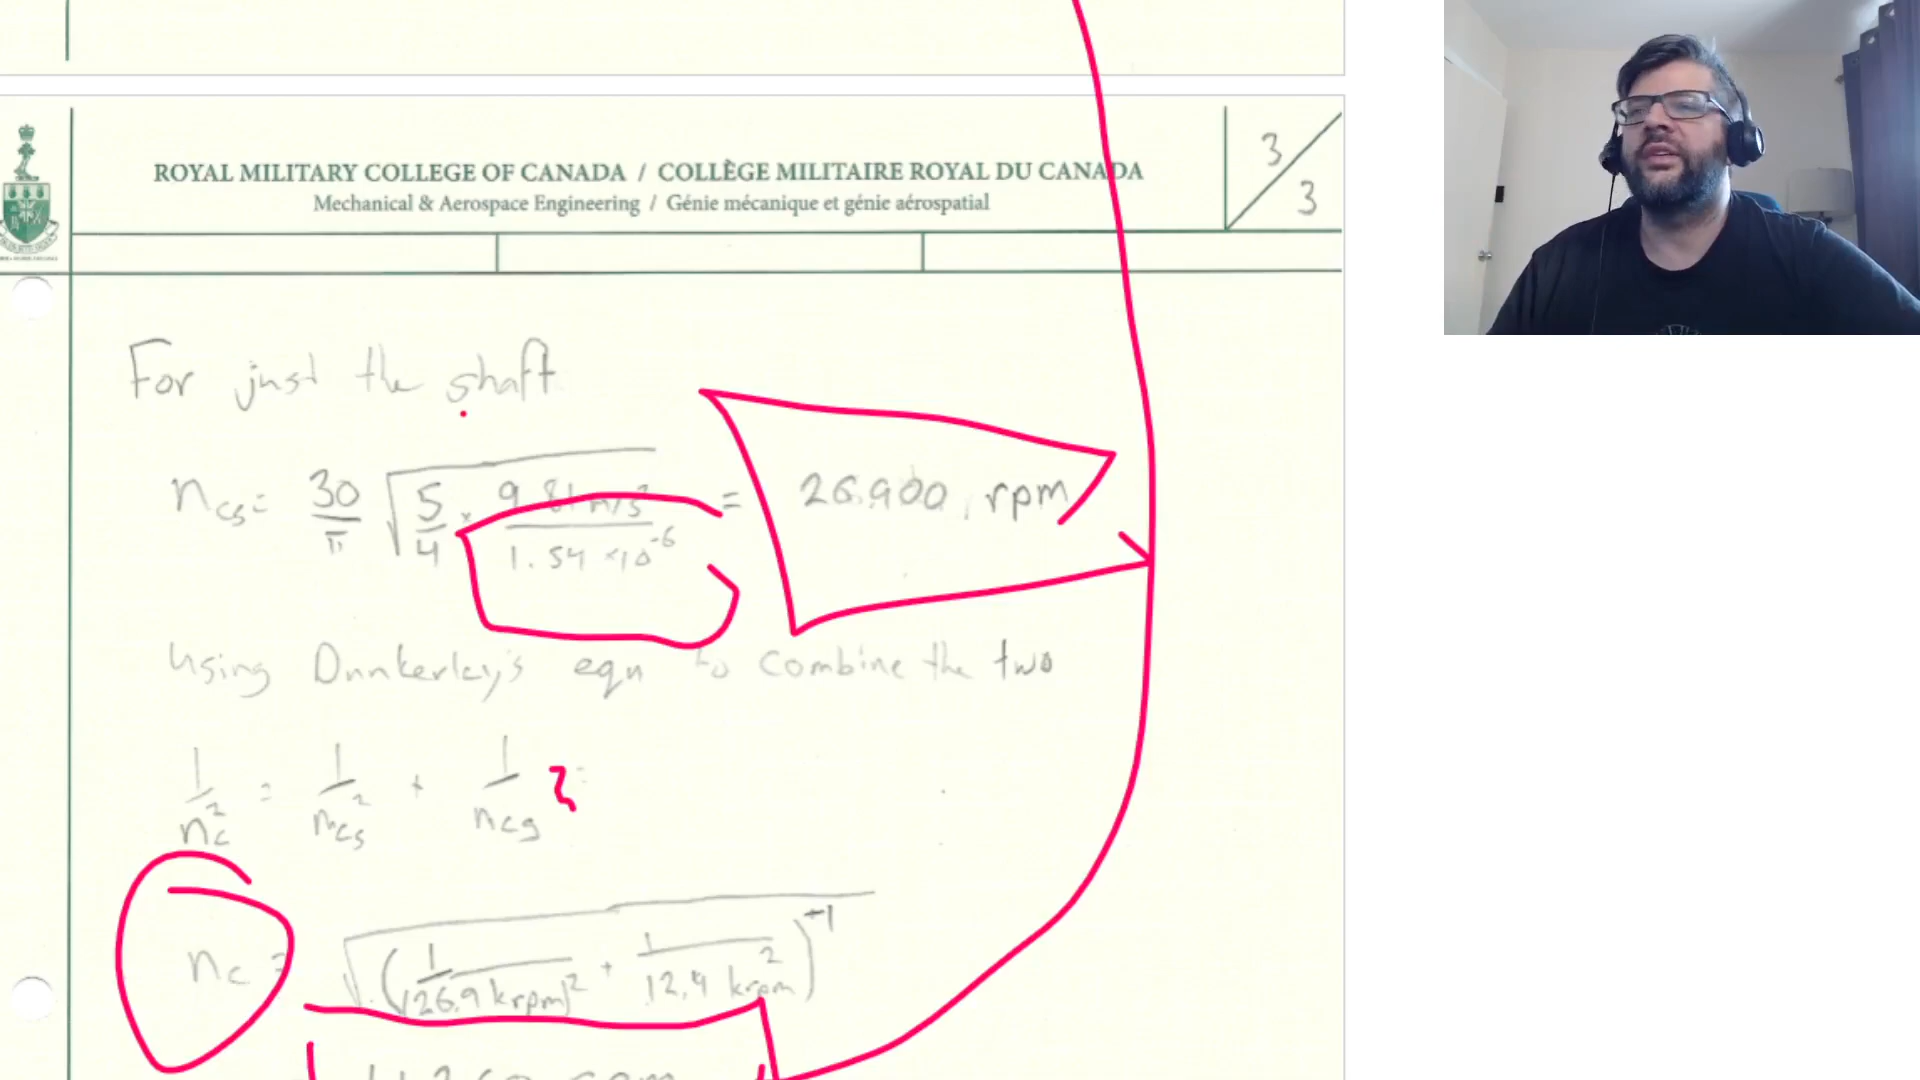 ROYAL MILITARY COLLEGE OF CANADA / COLLÈGE MILITAIRE ROYAL DU CANADA
Mechanical & Aerospace Engineering / Génie mécanique et génie aérospatial
3/3
For just the shaft
n_cs = 30/π √(5/4 × 9.81 m/s² / 1.54 × 10^-6) = 26,900 rpm
Using Dunkerley's eqn to combine the two
1/n_c² = 1/n_cs² + 1/n_cg 2
n_c = √(1/(26.9 krpm)² + 1/12.4 krpm²)^-1
rpm